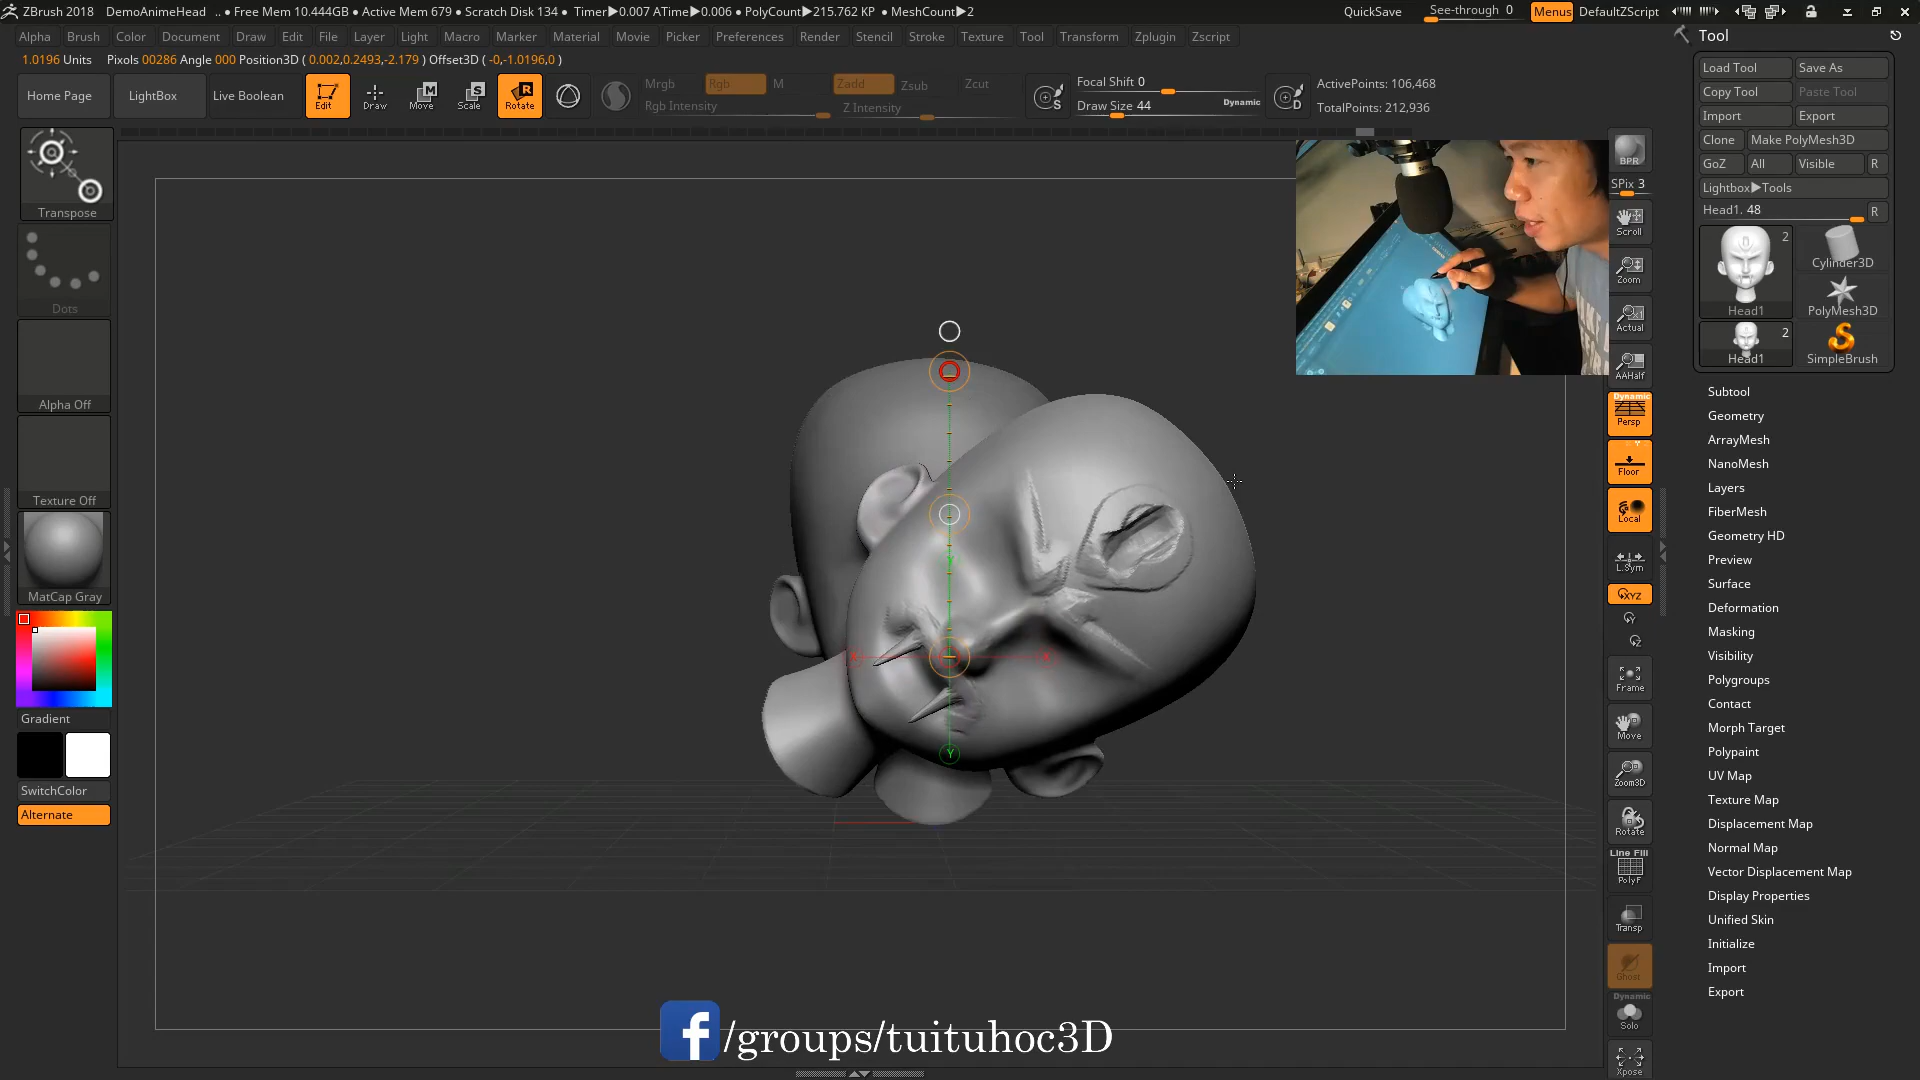 ZBrush 2018 DemoAnimeHead .. • Free Mem 10.444GB • Active Mem 679 • Scratch Disk 134 • Timer▶0.007 ATime▶0.006 • PolyCount▶215.762 KP • MeshCount▶2 QuickSave See-through 0 Menus DefaultZScript
Alpha Brush Color Document Draw Edit File Layer Light Macro Marker Material Movie Picker Preferences Render Stencil Stroke Texture Tool Transform Zplugin Zscript
1.0196 Units Pixols 00286 Angle 000 Position3D ( 0.002,0.2493,-2.179 ) Offset3D ( -0,-1.0196,0 )
Home Page LightBox Live Boolean Edit Draw Move Scale Rotate
Mrgb Rgb M Zadd Zsub Zcut
Rgb Intensity Z Intensity
S Focal Shift 0
Draw Size 44 Dynamic
D ActivePoints: 106,468
TotalPoints: 212,936
Transpose
Dots
Alpha Off
Texture Off
MatCap Gray
Gradient
SwitchColor
Alternate
Y
Y
BPR
SPix 3
Scroll
Zoom
Actual
AAHalf
Dynamic
Persp
Floor
Local
L.Sym
XYZ
Frame
Move
Zoom3D
Rotate
Line Fill
PolyF
Transp
Ghost
Dynamic
Solo
Xpose
Tool
Load Tool Save As
Copy Tool Paste Tool
Import Export
Clone Make PolyMesh3D
GoZ All Visible R
Lightbox▶Tools
Head1. 48 R
2
Cylinder3D
Head1 PolyMesh3D
2
Head1 SimpleBrush
Subtool
Geometry
ArrayMesh
NanoMesh
Layers
FiberMesh
Geometry HD
Preview
Surface
Deformation
Masking
Visibility
Polygroups
Contact
Morph Target
Polypaint
UV Map
Texture Map
Displacement Map
Normal Map
Vector Displacement Map
Display Properties
Unified Skin
Initialize
Import
Export
f/groups/tuituhoc3D